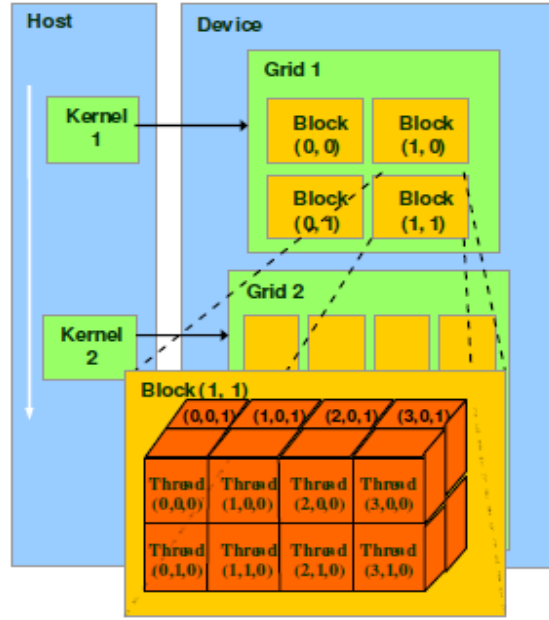 Host
Device
Grid 1
Kernel
1
Block
(0, 0)
Block
(1, 0)
Block
(0, 1)
Block
(1, 1)
Grid 2
Kernel
2
Block (1, 1)
(0,0,1) (1,0,1) (2,0,1) (3,0,1)
Thread
(0,0,0)
Thread
(1,0,0)
Thread
(2,0,0)
Thread
(3,0,0)
Thread
(0,1,0)
Thread
(1,1,0)
Thread
(2,1,0)
Thread
(3,1,0)